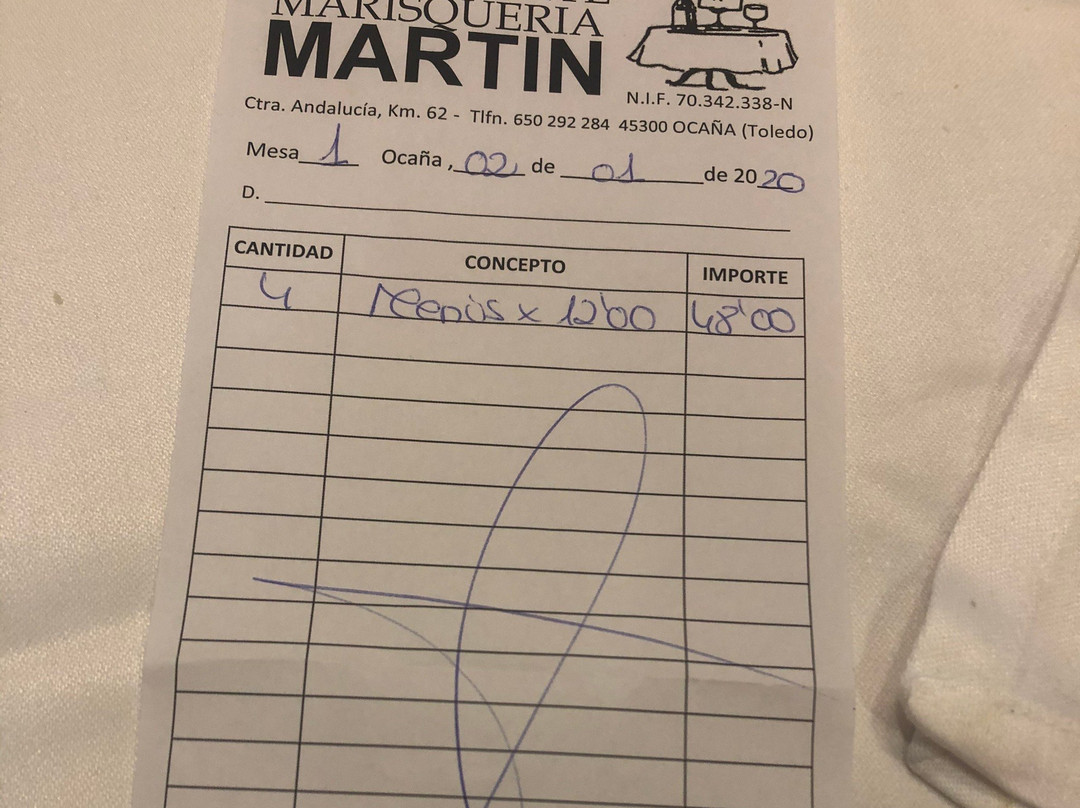 MARISQUERIA
MARTIN
N.I.F. 70.342.338-N
Ctra. Andalucía, Km. 62 - Tlfn. 650 292 284 45300 OCAÑA (Toledo)
Mesa 1 Ocaña, 02 de 01 de 2020
D.
CANTIDAD CONCEPTO IMPORTE
4 Menús x 12'00 48'00